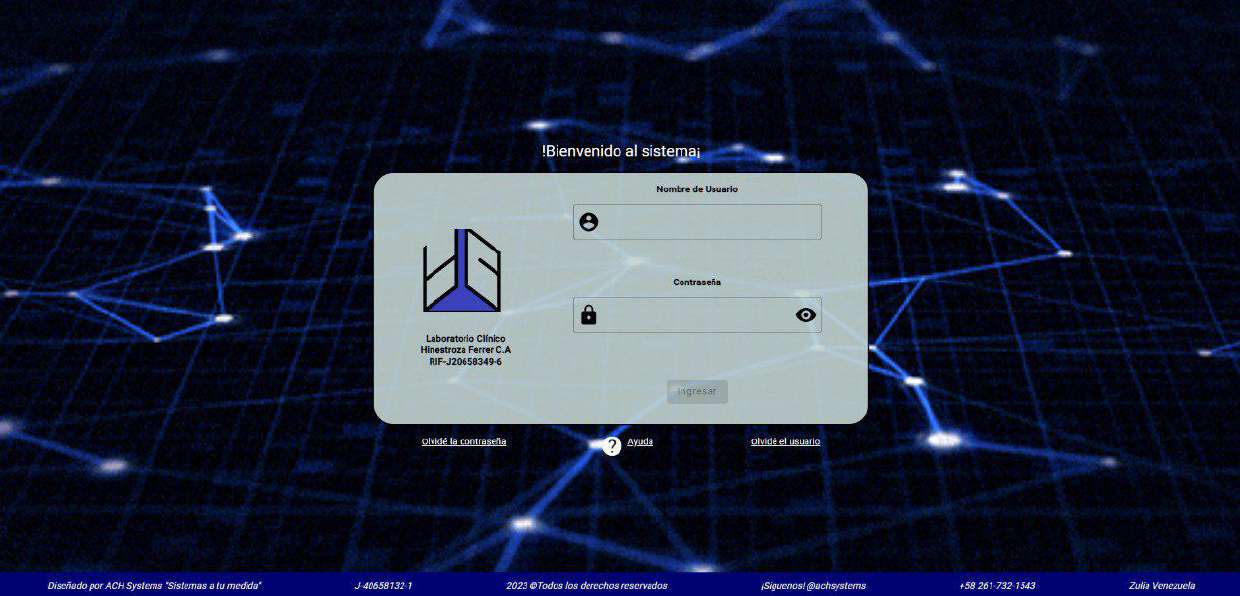 !Bienvenido al sistema¡
Nombre de Usuario
Contraseña
Laboratorio Clínico
Hinestroza Ferrer C.A
RIF-J20658349-6
Ingresar
Olvidé la contraseña
? Ayuda
Olvidé el usuario
Diseñado por ACH Systems "Sistemas a tu medida"
J-40658132-1
2023 ©Todos los derechos reservados
¡Siguenos! @achsystems
+58 261-732-1543
Zulia Venezuela